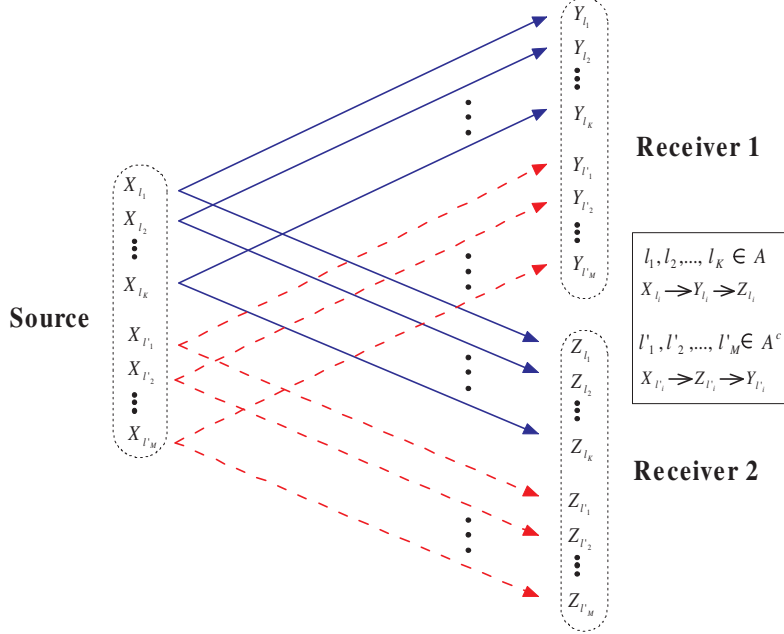 Source
X_{l_1}
X_{l_2}
X_{l_K}
X_{l'_1}
X_{l'_2}
X_{l'_M}
Y_{l_1}
Y_{l_2}
Y_{l_K}
Y_{l'_1}
Y_{l'_2}
Y_{l'_M}
Receiver 1
Z_{l_1}
Z_{l_2}
Z_{l_K}
Z_{l'_1}
Z_{l'_2}
Z_{l'_M}
Receiver 2
l_1, l_2, ..., l_K ∈ A
X_{l_i} → Y_{l_i} → Z_{l_i}
l'_1, l'_2, ..., l'_M ∈ A^c
X_{l'_i} → Z_{l'_i} → Y_{l'_i}